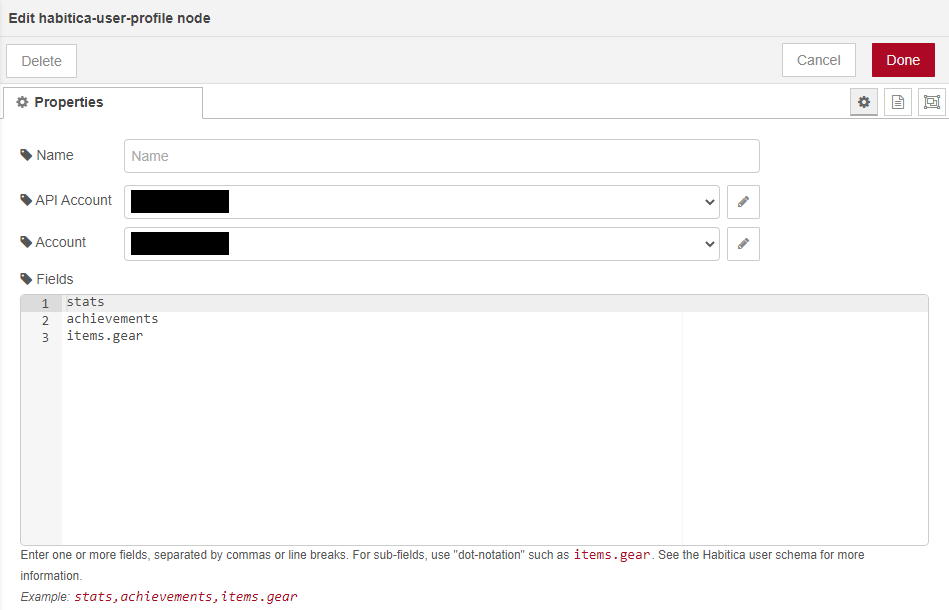 Edit habitica-user-profile node
Delete
Cancel
Done
Properties
Name
Name
API Account
Account
Fields
1 stats
2 achievements
3 items.gear
Enter one or more fields, separated by commas or line breaks. For sub-fields, use "dot-notation" such as items.gear. See the Habitica user schema for more
information.
Example: stats,achievements,items.gear